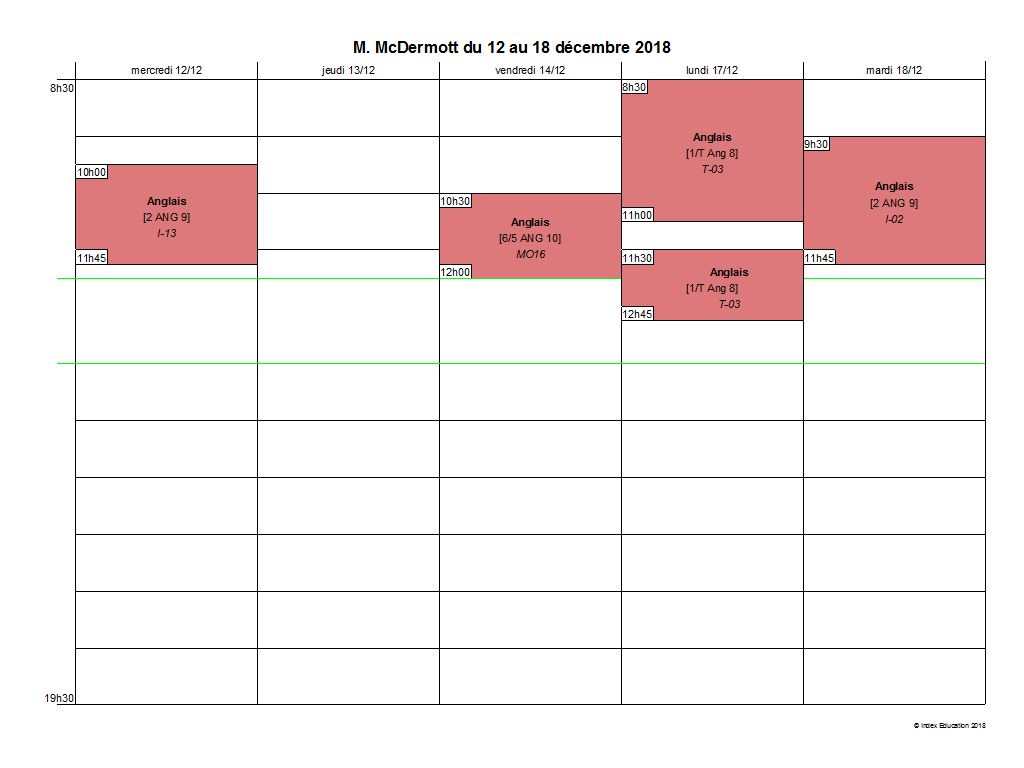 M. McDermott du 12 au 18 décembre 2018
mercredi 12/12
jeudi 13/12
vendredi 14/12
lundi 17/12
mardi 18/12
8h30
10h00
Anglais
[2 ANG 9]
I-13
11h45
10h30
Anglais
[6/5 ANG 10]
MO16
12h00
8h30
Anglais
[1/T Ang 8]
T-03
11h00
11h30
Anglais
[1/T Ang 8]
T-03
12h45
9h30
Anglais
[2 ANG 9]
I-02
11h45
19h30
© Index Education 2018